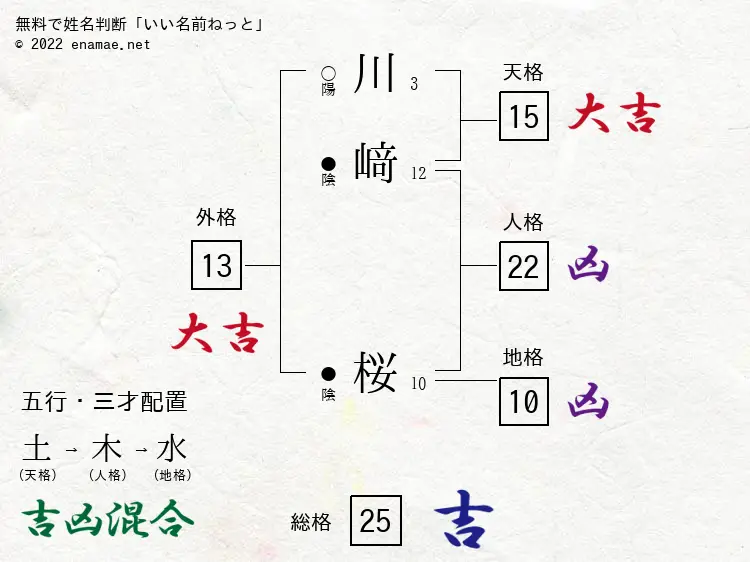 無料で姓名判断「いい名前ねっと」
© 2022 enamae.net
○
陽
川
3
天格
15
大吉
●
陰
﨑
12
外格
13
大吉
人格
22
凶
●
陰
桜
10
地格
10
凶
五行・三才配置
土→木→水
(天格) (人格) (地格)
吉凶混合
総格
25
吉